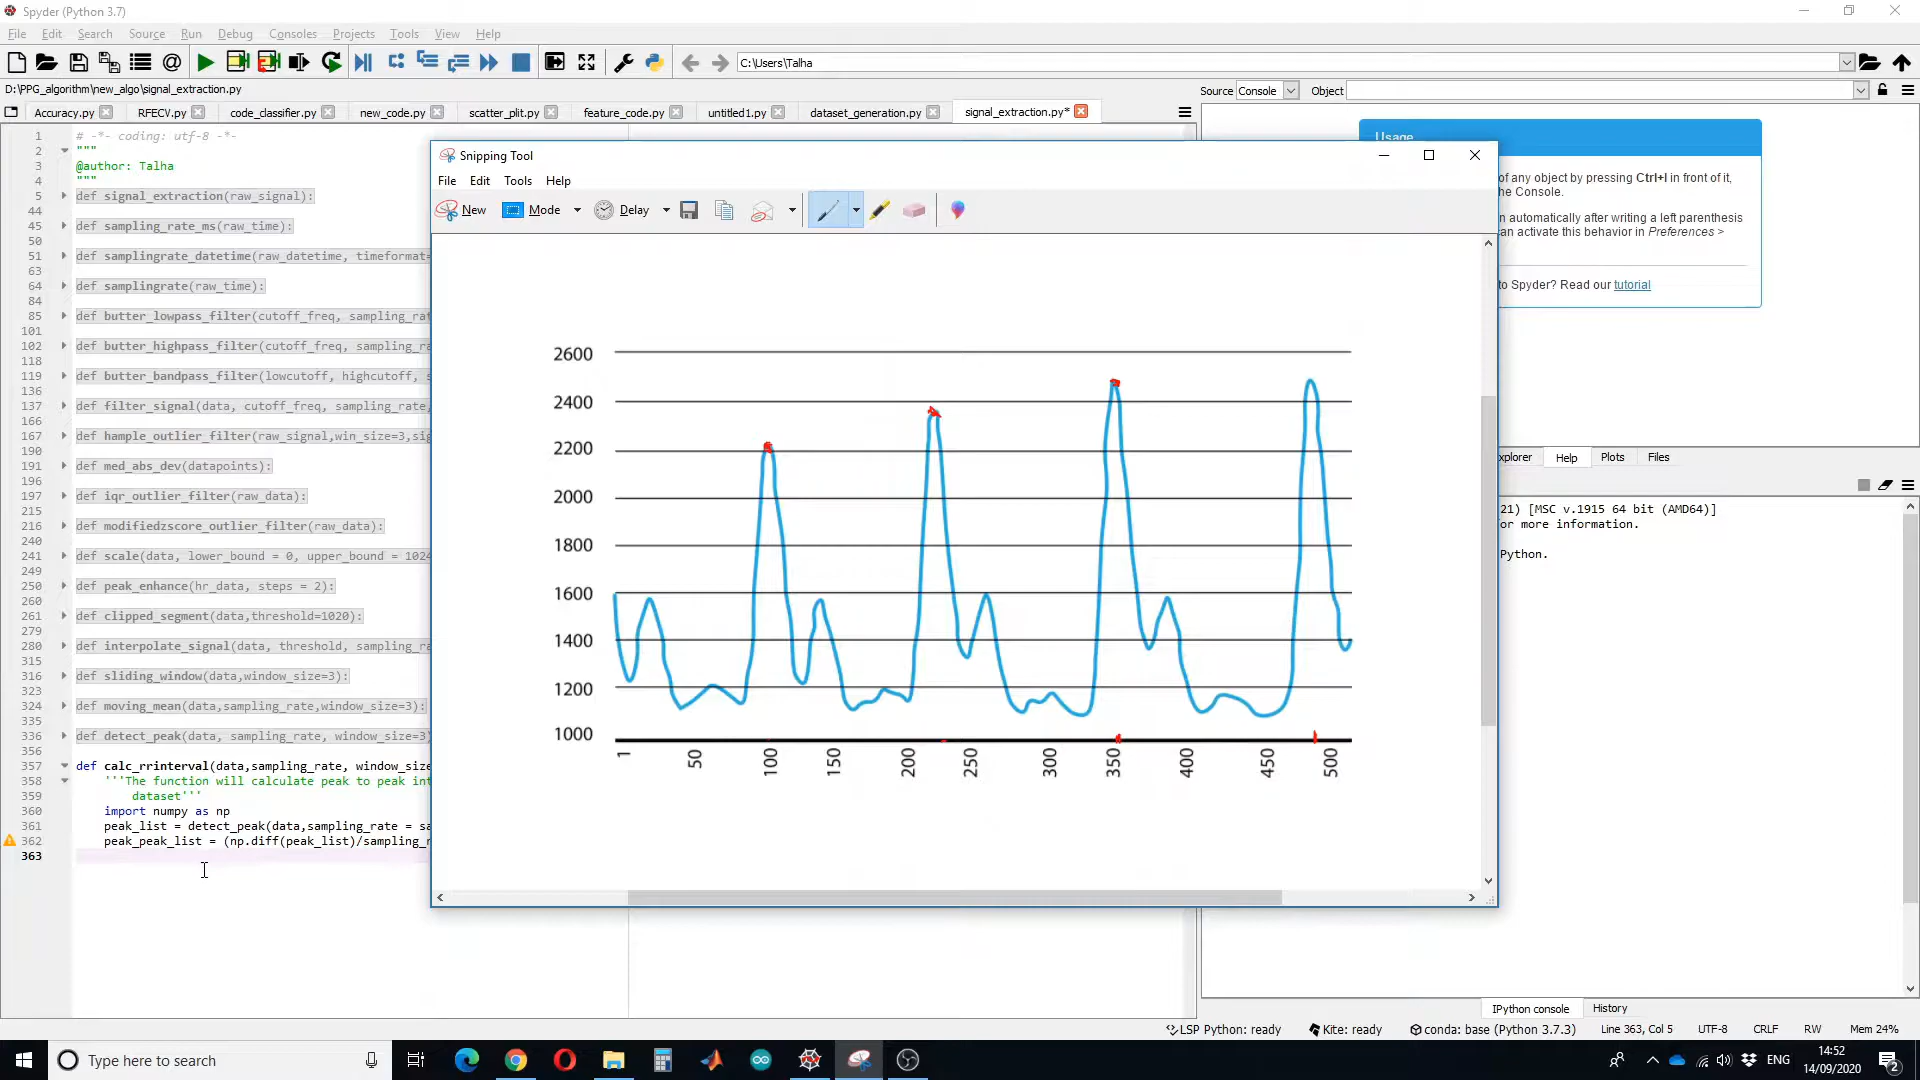 Spyder (Python 3.7)
File Edit Search Source Run Debug Consoles Projects Tools View Help
C:\Users\Talha
D:\PPG_algorithm\new_algo\signal_extraction.py
Source Console Object
Accuracy.py RFECV.py code_classifier.py new_code.py scatter_plit.py feature_code.py untitled1.py dataset_generation.py signal_extraction.py*
1 # -*- coding: utf-8 -*-
2 """
3 @author: Talha
4 """
5 def signal_extraction(raw_signal):
44
45 def sampling_rate_ms(raw_time):
50
51 def samplingrate_datetime(raw_datetime, timeformat=
63
64 def samplingrate(raw_time):
84
85 def butter_lowpass_filter(cutoff_freq, sampling_rat
101
102 def butter_highpass_filter(cutoff_freq, sampling_ra
118
119 def butter_bandpass_filter(lowcutoff, highcutoff, s
136
137 def filter_signal(data, cutoff_freq, sampling_rate,
166
167 def hample_outlier_filter(raw_signal,win_size=3,sig
190
191 def med_abs_dev(datapoints):
196
197 def iqr_outlier_filter(raw_data):
215
216 def modifiedzscore_outlier_filter(raw_data):
240
241 def scale(data, lower_bound = 0, upper_bound = 1024
249
250 def peak_enhance(hr_data, steps = 2):
260
261 def clipped_segment(data,threshold=1020):
279
280 def interpolate_signal(data, threshold, sampling_ra
315
316 def sliding_window(data,window_size=3):
323
324 def moving_mean(data,sampling_rate,window_size=3):
335
336 def detect_peak(data, sampling_rate, window_size=3)
356
357 def calc_rrinterval(data,sampling_rate, window_size
358 '''The function will calculate peak to peak int
359 dataset'''
360 import numpy as np
361 peak_list = detect_peak(data,sampling_rate = sa
362 peak_peak_list = (np.diff(peak_list)/sampling_r
363
Snipping Tool
File Edit Tools Help
New Mode Delay
2600
2400
2200
2000
1800
1600
1400
1200
1000
1 50 100 150 200 250 300 350 400 450 500
Usage
of any object by pressing Ctrl+I in front of it,
he Console.
n automatically after writing a left parenthesis
can activate this behavior in Preferences >
to Spyder? Read our tutorial
xplorer Help Plots Files
21) [MSC v.1915 64 bit (AMD64)]
or more information.
Python.
IPython console History
LSP Python: ready Kite: ready conda: base (Python 3.7.3) Line 363, Col 5 UTF-8 CRLF RW Mem 24%
Type here to search
ENG
14:52
14/09/2020
2